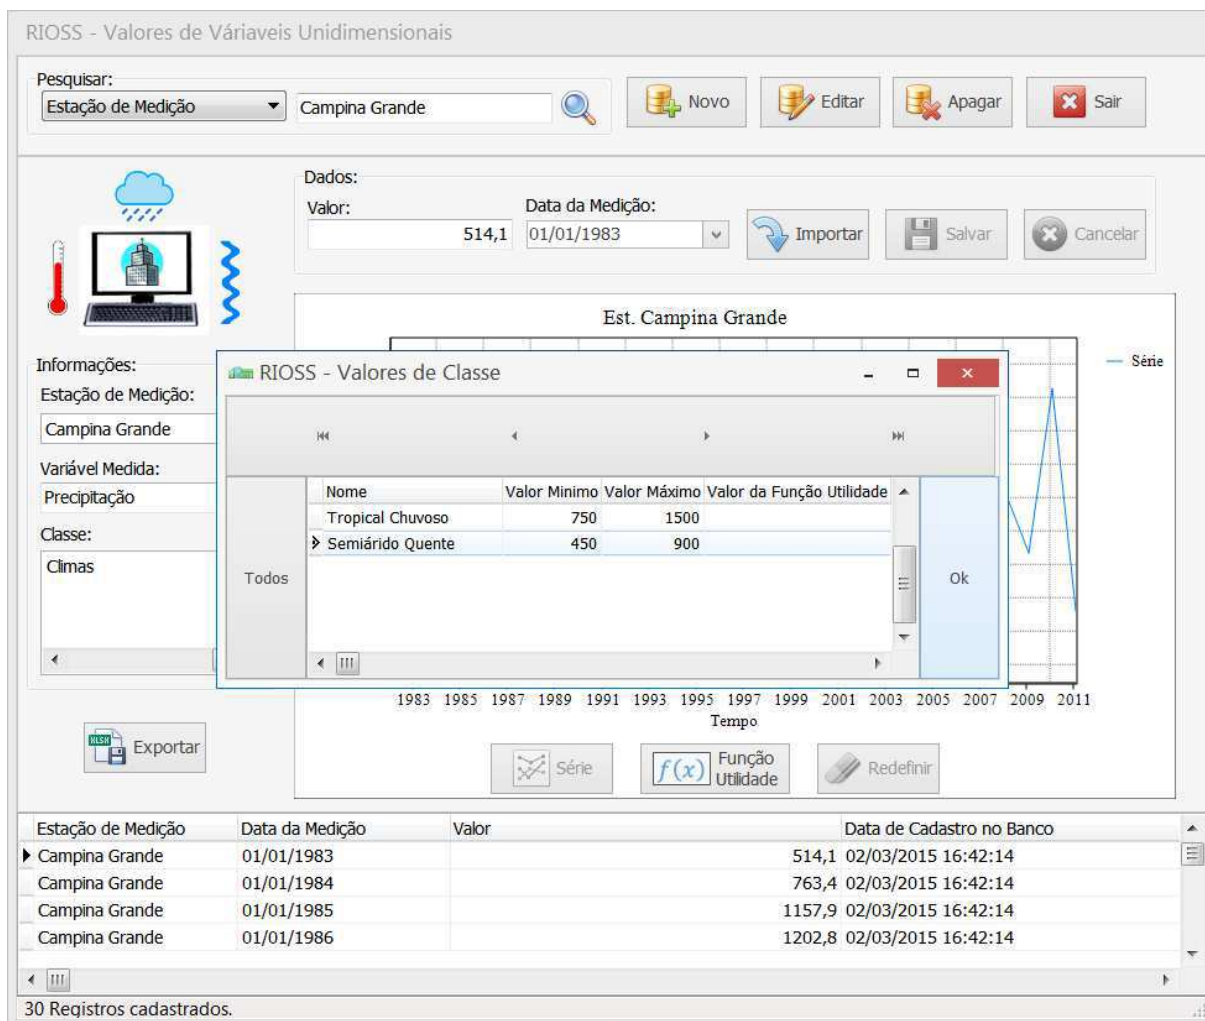 RIOSS - Valores de Váriaveis Unidimensionais
Pesquisar:
Estação de Medição
Campina Grande
Novo
Editar
Apagar
Sair
Dados:
Valor:
Data da Medição:
514,1
01/01/1983
Importar
Salvar
Cancelar
Est. Campina Grande
Série
Informações:
Estação de Medição:
Campina Grande
Variável Medida:
Precipitação
Classe:
Climas
RIOSS - Valores de Classe
Nome Valor Minimo Valor Máximo Valor da Função Utilidade
Tropical Chuvoso 750 1500
Semiárido Quente 450 900
Todos
Ok
1983 1985 1987 1989 1991 1993 1995 1997 1999 2001 2003 2005 2007 2009 2011
Tempo
XLSX
Exportar
Série
f(x) Função
Utilidade
Redefinir
Estação de Medição Data da Medição Valor Data de Cadastro no Banco
Campina Grande 01/01/1983 514,1 02/03/2015 16:42:14
Campina Grande 01/01/1984 763,4 02/03/2015 16:42:14
Campina Grande 01/01/1985 1157,9 02/03/2015 16:42:14
Campina Grande 01/01/1986 1202,8 02/03/2015 16:42:14
30 Registros cadastrados.